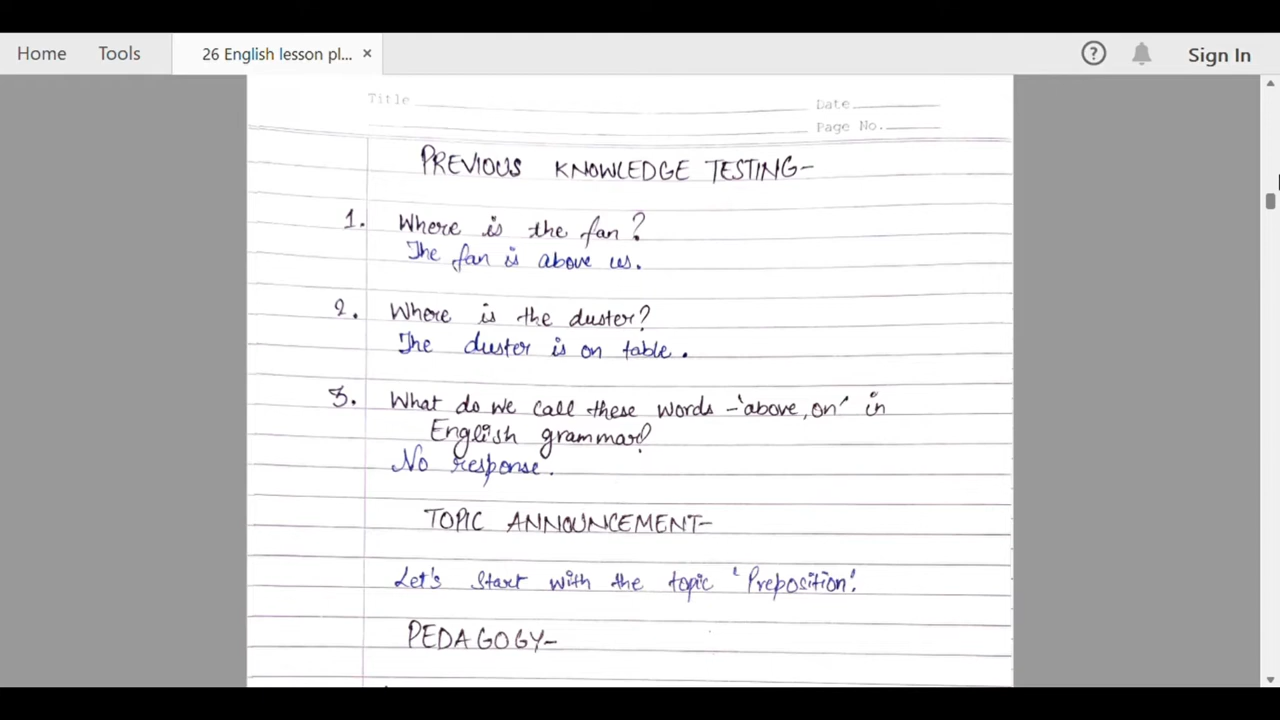 Home Tools 26 English lesson pl... × ? Sign In
Title Date
Page No.
PREVIOUS KNOWLEDGE TESTING-
1. Where is the fan?
The fan is above us.
2. Where is the duster?
The duster is on table.
3. What do we call these words -'above, on' in
English grammar?
No response.
TOPIC ANNOUNCEMENT-
Let's start with the topic 'Preposition'.
PEDAGOGY-